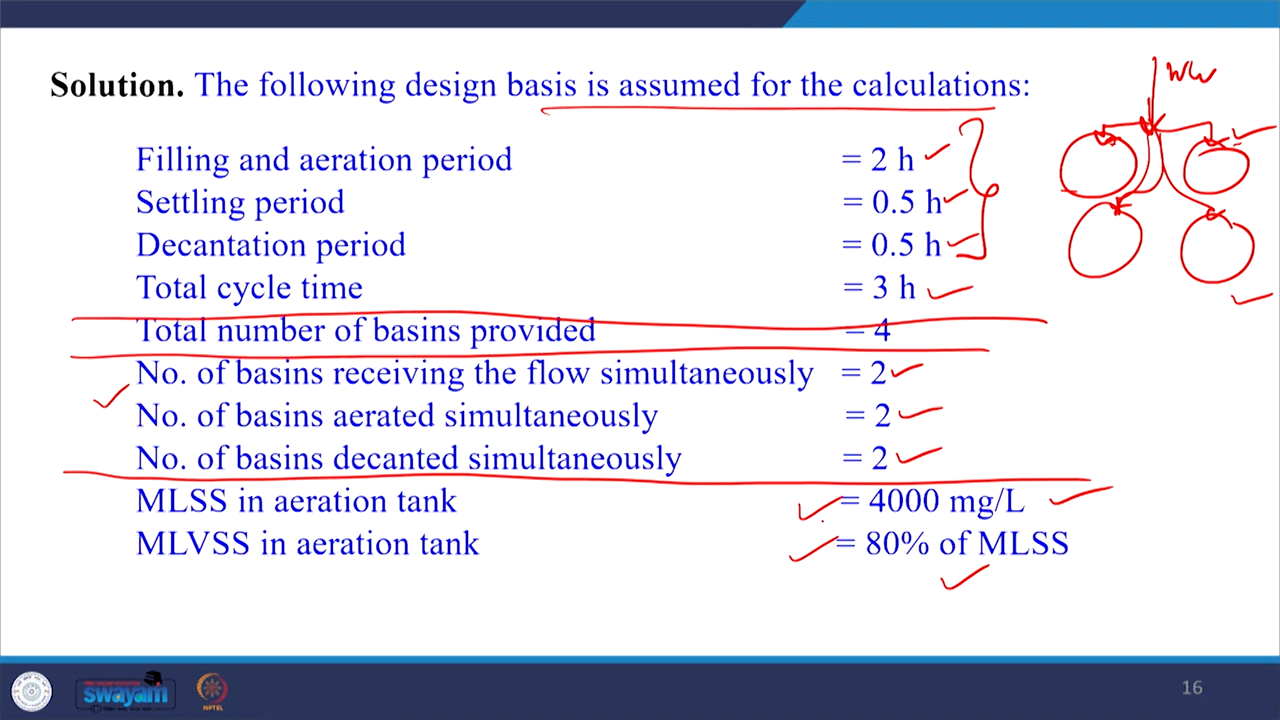 Solution. The following design basis is assumed for the calculations:
WW
Filling and aeration period = 2 h
Settling period = 0.5 h
Decantation period = 0.5 h
Total cycle time = 3 h
Total number of basins provided = 4
No. of basins receiving the flow simultaneously = 2
No. of basins aerated simultaneously = 2
No. of basins decanted simultaneously = 2
MLSS in aeration tank = 4000 mg/L
MLVSS in aeration tank = 80% of MLSS
swayam
NPTEL
16